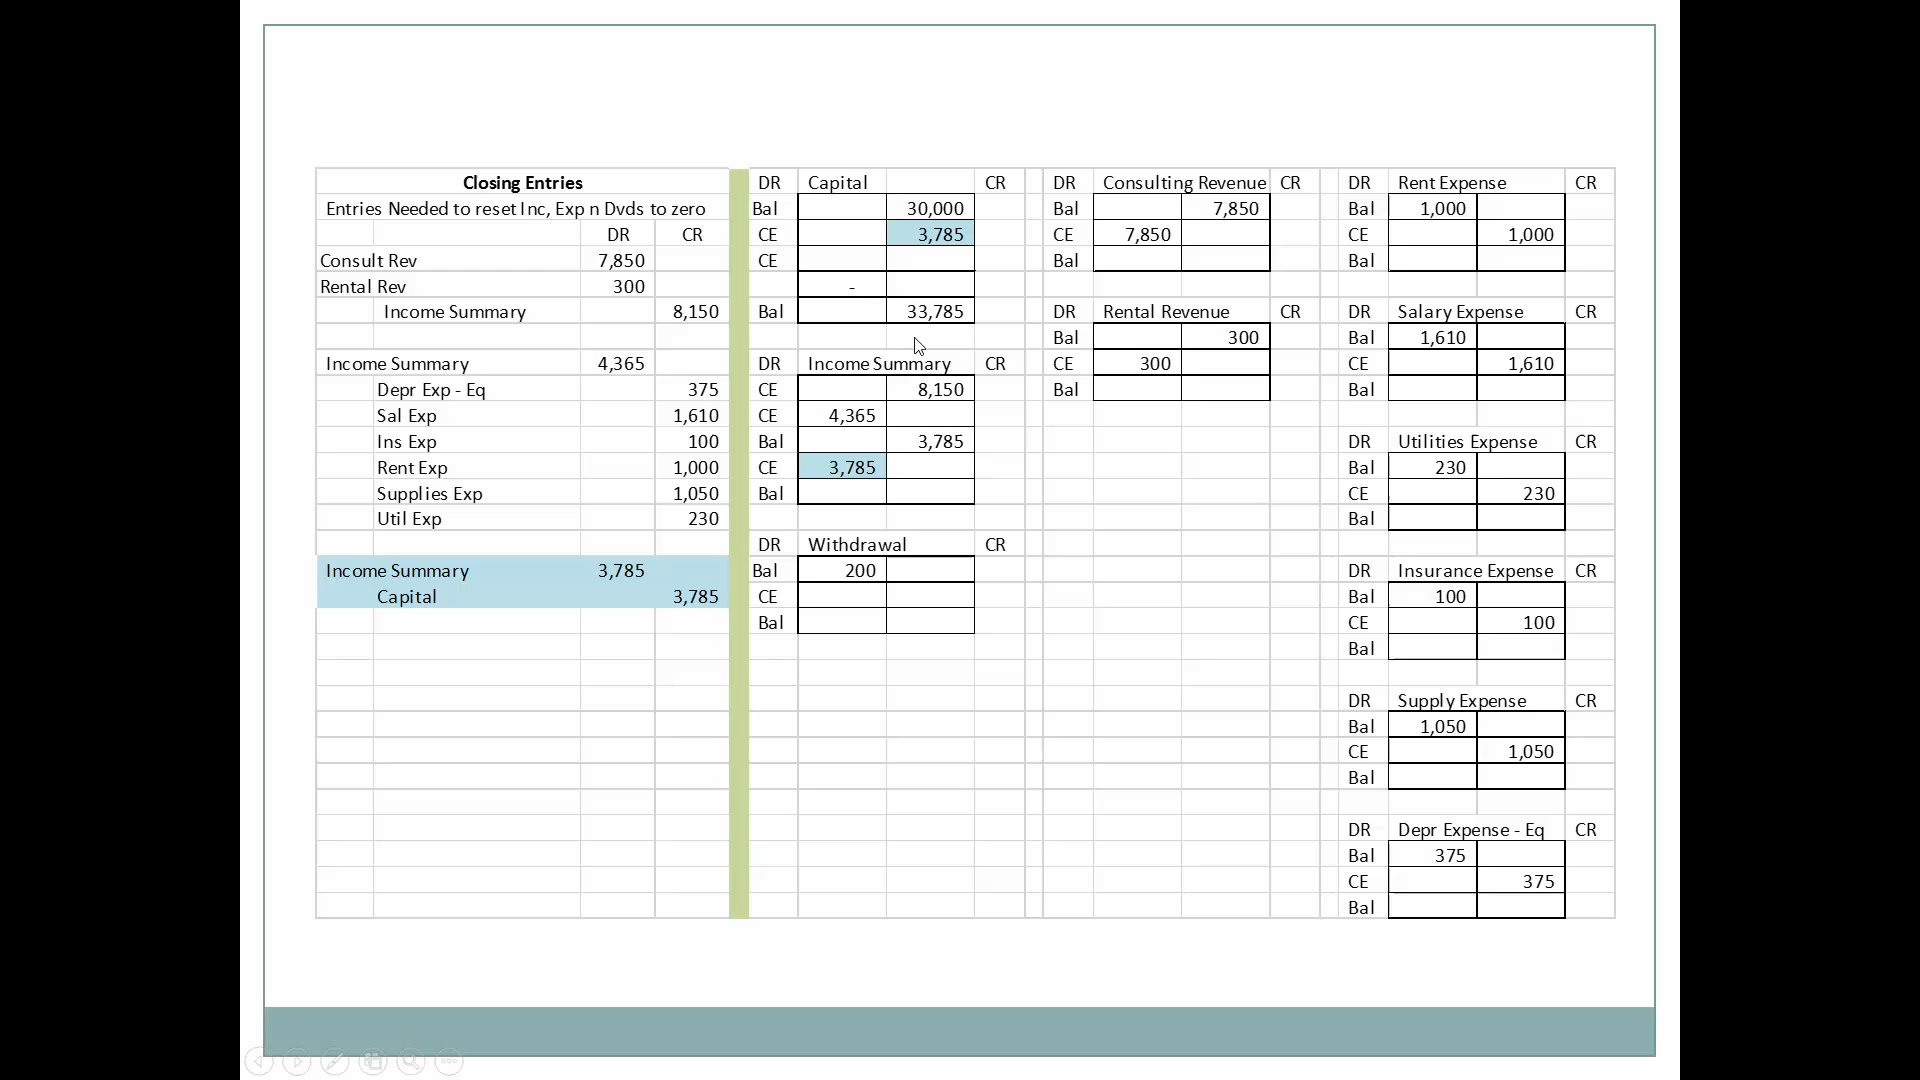 Closing Entries
Entries Needed to reset Inc, Exp n Dvds to zero
DR CR
Consult Rev 7,850
Rental Rev 300
Income Summary 8,150
Income Summary 4,365
Depr Exp - Eq 375
Sal Exp 1,610
Ins Exp 100
Rent Exp 1,000
Supplies Exp 1,050
Util Exp 230
Income Summary 3,785
Capital 3,785
DR Capital CR
Bal 30,000
CE 3,785
CE
-
Bal 33,785
DR Income Summary CR
CE 8,150
CE 4,365
Bal 3,785
CE 3,785
Bal
DR Withdrawal CR
Bal 200
CE
Bal
DR Consulting Revenue CR
Bal 7,850
CE 7,850
Bal
DR Rental Revenue CR
Bal 300
CE 300
Bal
DR Rent Expense CR
Bal 1,000
CE 1,000
Bal
DR Salary Expense CR
Bal 1,610
CE 1,610
Bal
DR Utilities Expense CR
Bal 230
CE 230
Bal
DR Insurance Expense CR
Bal 100
CE 100
Bal
DR Supply Expense CR
Bal 1,050
CE 1,050
Bal
DR Depr Expense - Eq CR
Bal 375
CE 375
Bal